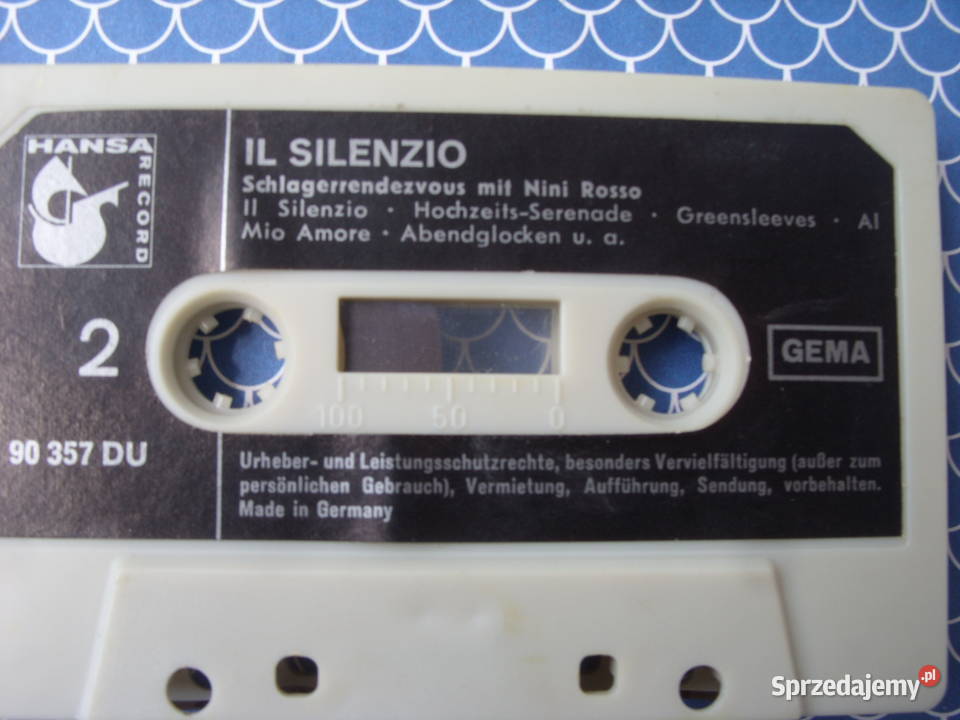 HANSA
RECORD
IL SILENZIO
Schlagerrendezvous mit Nini Rosso
Il Silenzio · Hochzeits-Serenade · Greensleeves · Al
Mio Amore · Abendglocken u. a.
2
GEMA
100 50 0
90 357 DU
Urheber- und Leistungsschutzrechte, besonders Vervielfältigung (außer zum
persönlichen Gebrauch), Vermietung, Aufführung, Sendung, vorbehalten.
Made in Germany
Sprzedajemy.pl